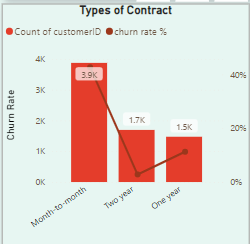 Types of Contract
Count of customerID churn rate %
Churn Rate
4K
3K
2K
1K
0K
3.9K
1.7K
1.5K
40%
20%
0%
Month-to-month
Two year
One year